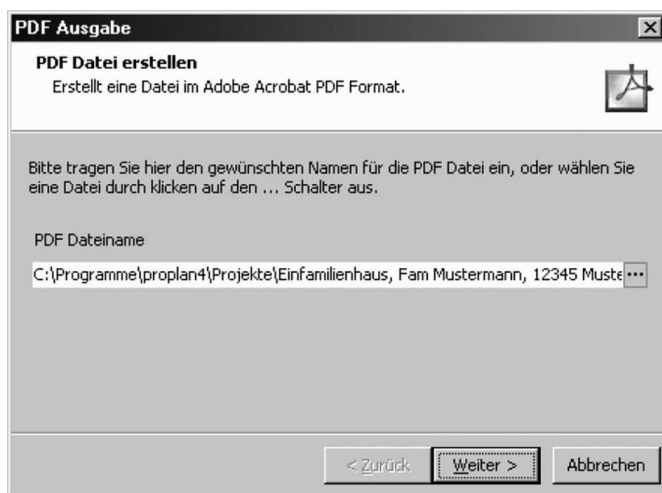 PDF Ausgabe
PDF Datei erstellen
Erstellt eine Datei im Adobe Acrobat PDF Format.
Bitte tragen Sie hier den gewünschten Namen für die PDF Datei ein, oder wählen Sie
eine Datei durch klicken auf den ... Schalter aus.
PDF Dateiname
C:\Programme\proplan4\Projekte\Einfamilienhaus, Fam Mustermann, 12345 Muste ...
< Zurück Weiter > Abbrechen